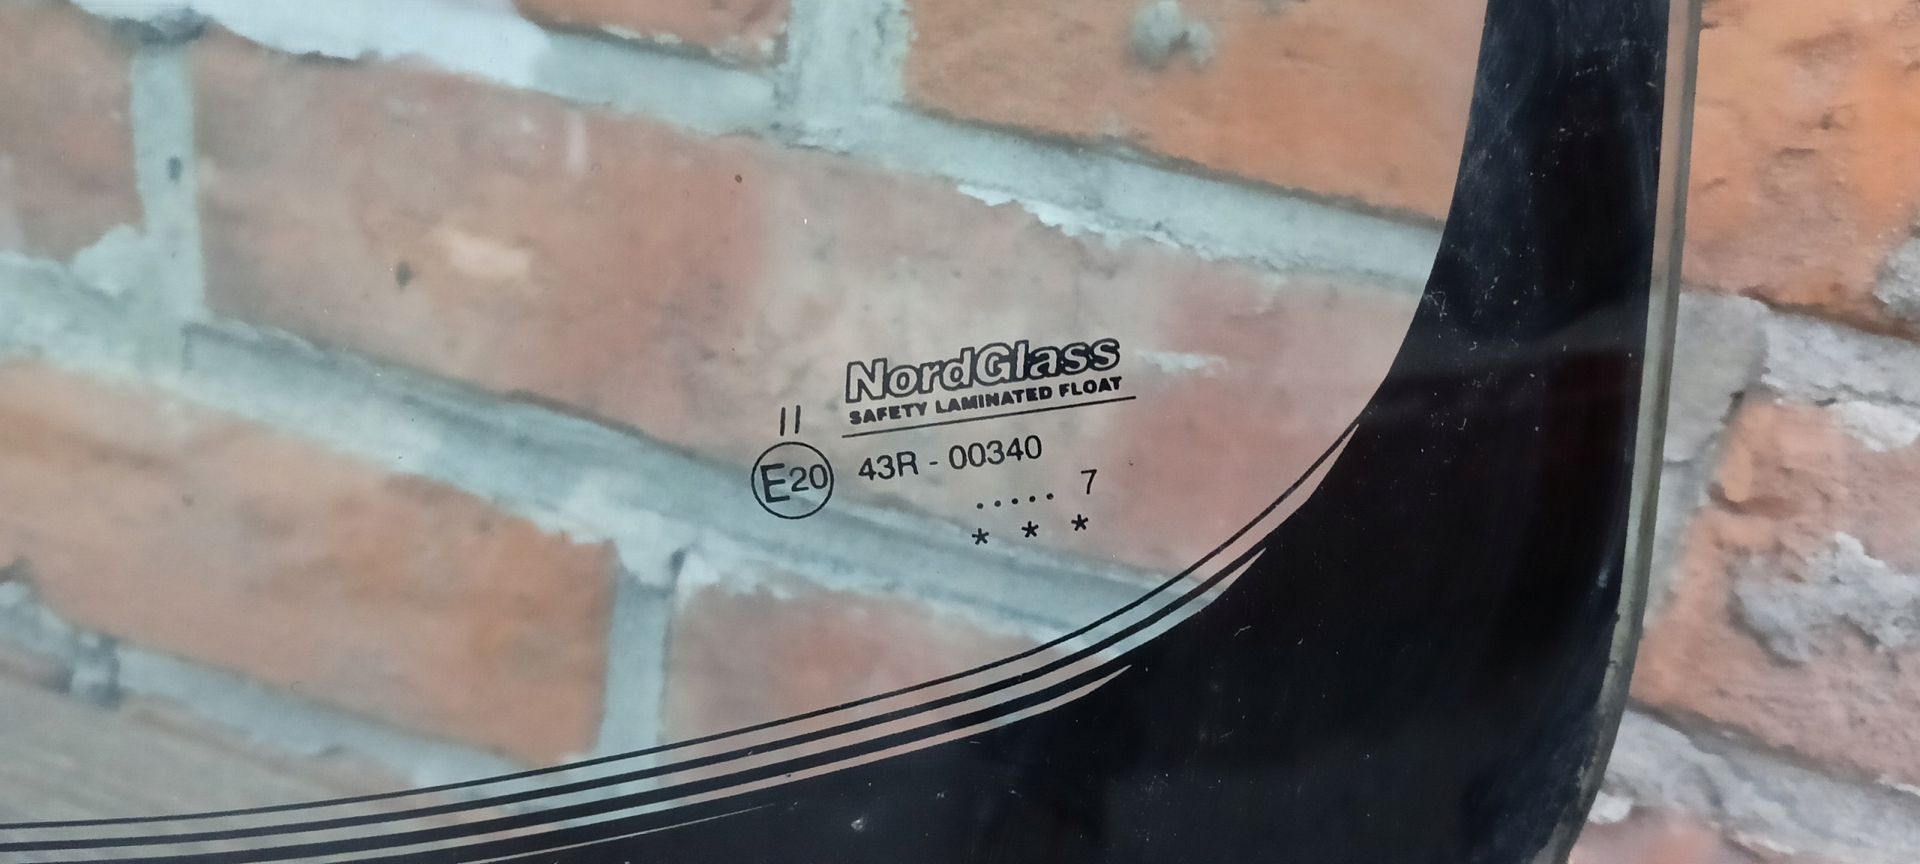 NordGlass
SAFETY LAMINATED FLOAT
II
E20 43R - 00340
..... 7
* * *